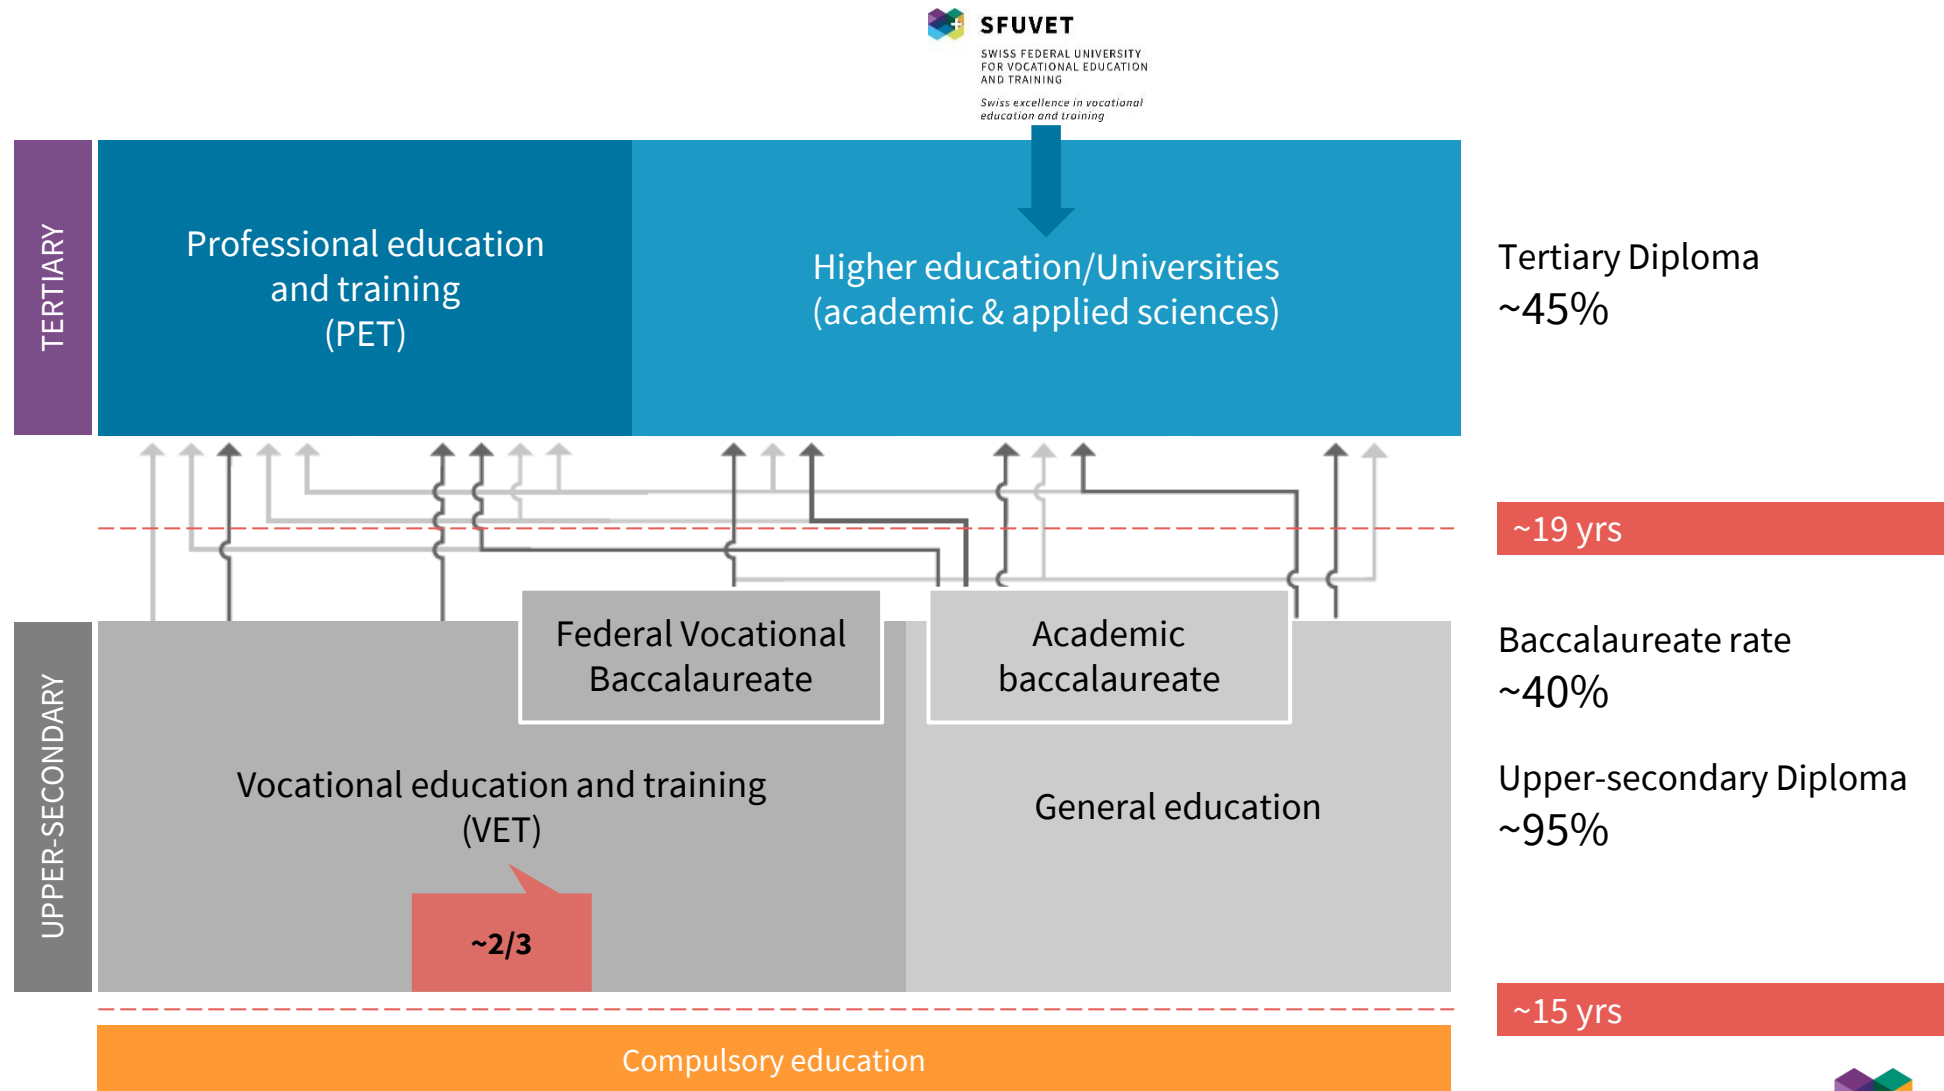 SFUVET
SWISS FEDERAL UNIVERSITY
FOR VOCATIONAL EDUCATION
AND TRAINING
Swiss excellence in vocational
education and training
TERTIARY
Professional education
and training
(PET)
Higher education/Universities
(academic & applied sciences)
Tertiary Diploma
~45%
~19 yrs
UPPER-SECONDARY
Federal Vocational
Baccalaureate
Academic
baccalaureate
Baccalaureate rate
~40%
Vocational education and training
(VET)
General education
Upper-secondary Diploma
~95%
~2/3
~15 yrs
Compulsory education